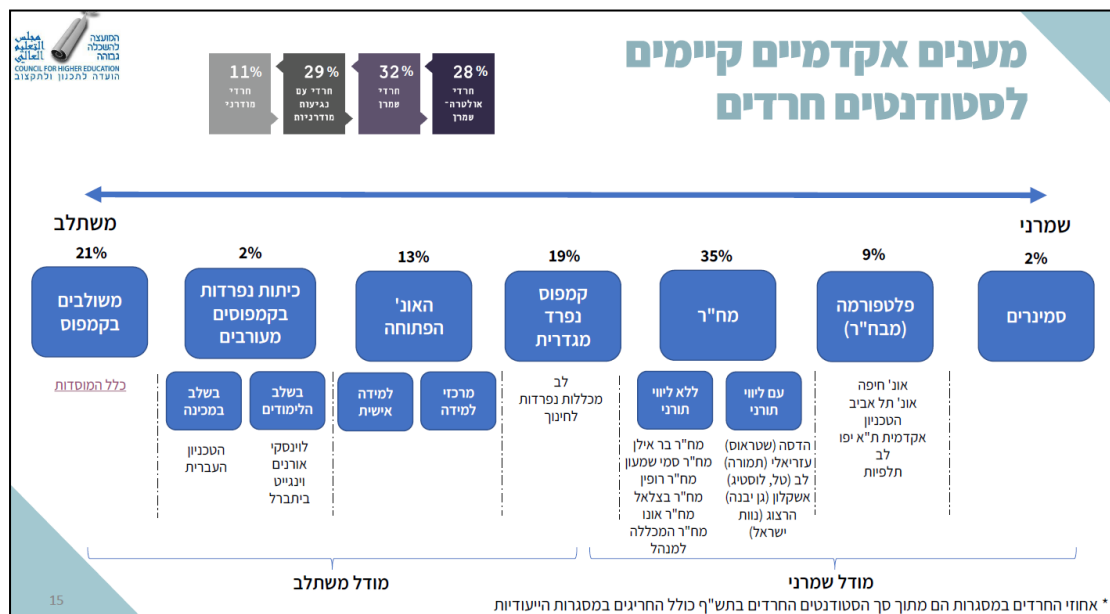 המועצה
להשכלה
גבוהה
مجلس
التعليم
العالي
COUNCIL FOR HIGHER EDUCATION
הועדה לתכנון ולתקצוב
מענים אקדמיים קיימים
לסטודנטים חרדים
28%
חרדי
אולטרה-
שמרן
32%
חרדי
שמרן
29%
חרדי עם
נגיעות
מודרניות
11%
חרדי
מודרני
שמרני
משתלב
2%
סמינרים
9%
פלטפורמה
(מבח"ר)
אונ' חיפה
אונ' תל אביב
הטכניון
אקדמית ת"א יפו
לב
תלפיות
35%
מח"ר
עם ליווי
תורני
הדסה (שטראוס)
עזריאלי (תמורה)
לב (טל, לוסטיג)
אשקלון (גן יבנה)
הרצוג (נוות
ישראל)
ללא ליווי
תורני
מח"ר בר אילן
מח"ר סמי שמעון
מח"ר רופין
מח"ר בצלאל
מח"ר אונו
מח"ר המכללה
למנהל
19%
קמפוס
נפרד
מגדרית
לב
מכללות נפרדות
לחינוך
13%
האונ'
הפתוחה
מרכזי
למידה
למידה
אישית
2%
כיתות נפרדות
בקמפוסים
מעורבים
בשלב
הלימודים
לוינסקי
אורנים
וינגייט
ביתברל
בשלב
במכינה
הטכניון
העברית
21%
משולבים
בקמפוס
כלל המוסדות
מודל שמרני
מודל משתלב
* אחוזי החרדים במסגרות הם מתוך סך הסטודנטים החרדים בתש"ף כולל החריגים במסגרות הייעודיות
15